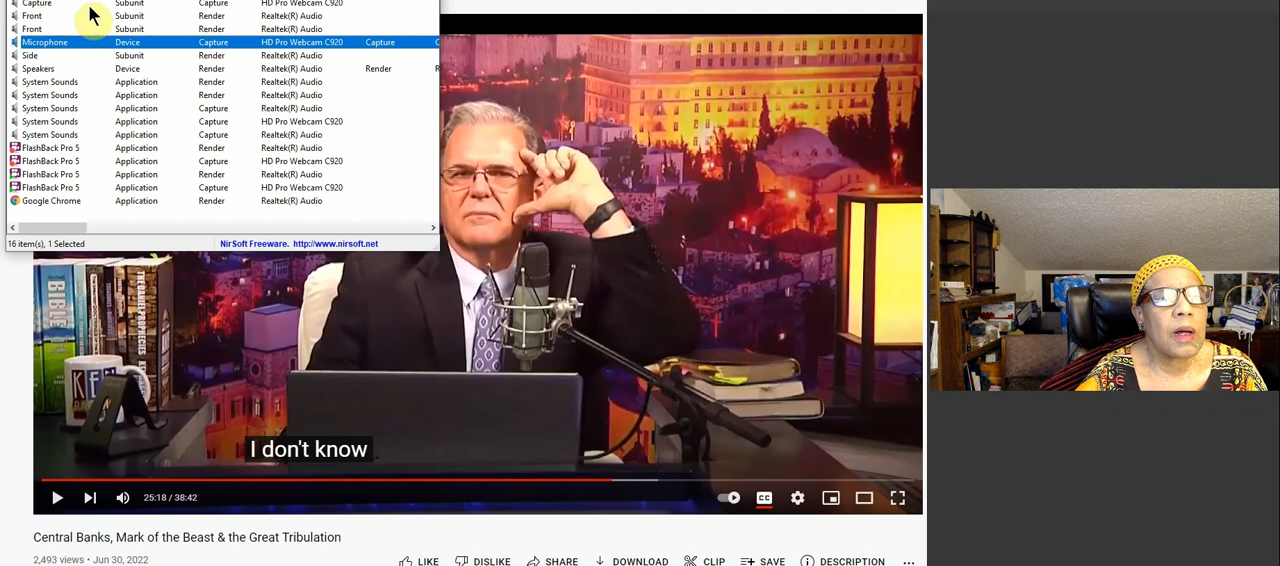 Capture Subunit Capture HD Pro Webcam C920
Front Subunit Render Realtek(R) Audio
Front Subunit Render Realtek(R) Audio
Microphone Device Capture HD Pro Webcam C920 Capture
Side Subunit Render Realtek(R) Audio
Speakers Device Render Realtek(R) Audio Render
System Sounds Application Render Realtek(R) Audio
System Sounds Application Render Realtek(R) Audio
System Sounds Application Capture HD Pro Webcam C920
System Sounds Application Capture HD Pro Webcam C920
System Sounds Application Render Realtek(R) Audio
FlashBack Pro 5 Application Render Realtek(R) Audio
FlashBack Pro 5 Application Capture HD Pro Webcam C920
FlashBack Pro 5 Application Render Realtek(R) Audio
FlashBack Pro 5 Application Capture HD Pro Webcam C920
Google Chrome Application Render Realtek(R) Audio
16 item(s), 1 Selected NirSoft Freeware. http://www.nirsoft.net
BIBLE
I don't know
25:18 / 38:42
CC
Central Banks, Mark of the Beast & the Great Tribulation
2,493 views • Jun 30, 2022
LIKE DISLIKE SHARE DOWNLOAD CLIP SAVE DESCRIPTION